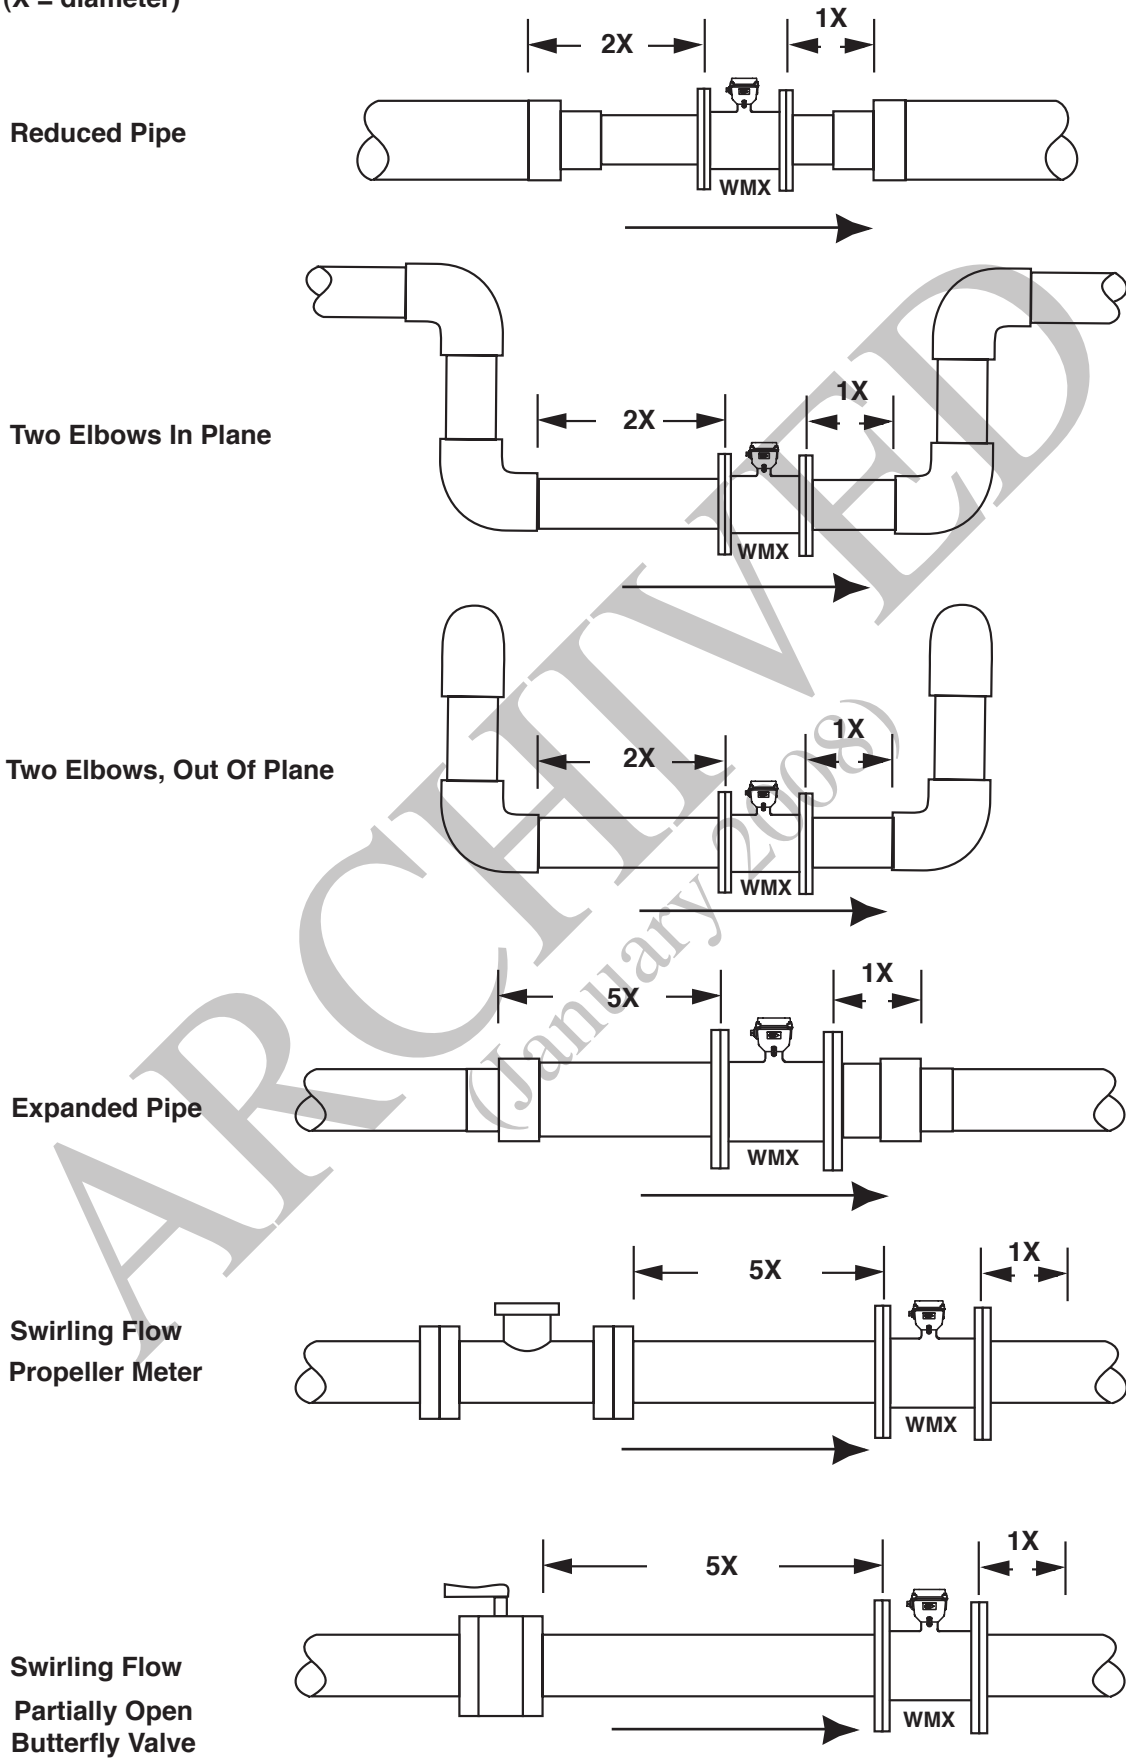 (X = diameter)
2X
1X
Reduced Pipe
WMX
2X
1X
Two Elbows In Plane
WMX
2X
1X
Two Elbows, Out Of Plane
WMX
5X
1X
Expanded Pipe
WMX
5X
1X
Swirling Flow
Propeller Meter
WMX
5X
1X
Swirling Flow
Partially Open
Butterfly Valve
WMX
ARCHIVED
(January 2008)